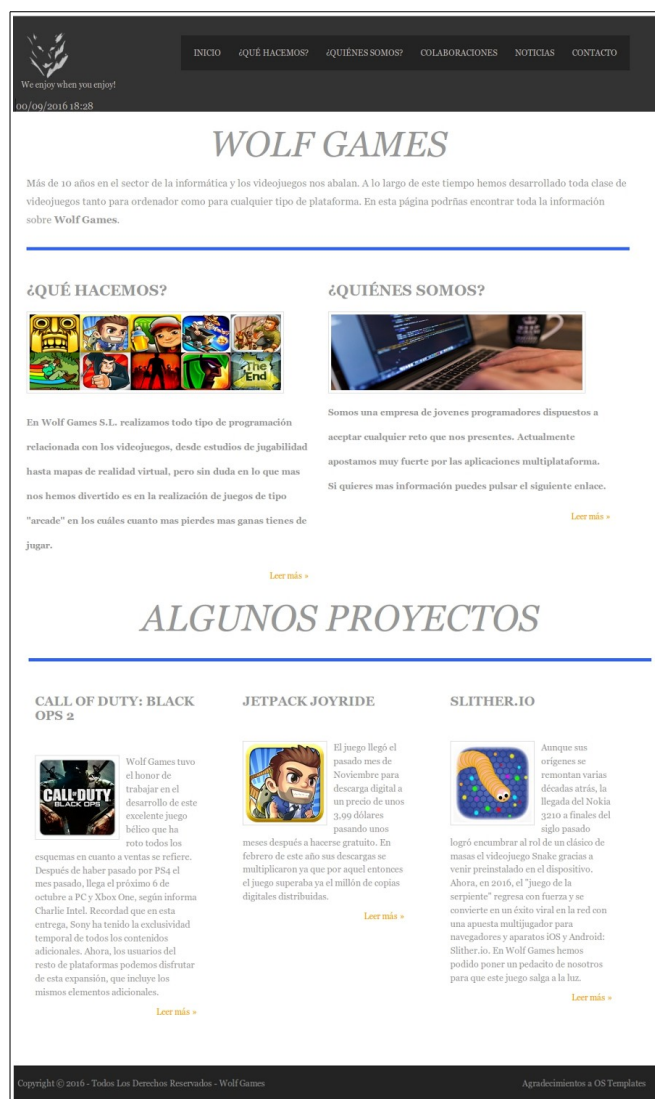 We enjoy when you enjoy!
00/09/2016 18:28
INICIO ¿QUÉ HACEMOS? ¿QUIÉNES SOMOS? COLABORACIONES NOTICIAS CONTACTO
WOLF GAMES
Más de 10 años en el sector de la informática y los videojuegos nos abalan. A lo largo de este tiempo hemos desarrollado toda clase de
videojuegos tanto para ordenador como para cualquier tipo de plataforma. En esta página podrñas encontrar toda la información
sobre Wolf Games.
¿QUÉ HACEMOS?
The
End
En Wolf Games S.L. realizamos todo tipo de programación
relacionada con los videojuegos, desde estudios de jugabilidad
hasta mapas de realidad virtual, pero sin duda en lo que mas
nos hemos divertido es en la realización de juegos de tipo
"arcade" en los cuáles cuanto mas pierdes mas ganas tienes de
jugar.
Leer más »
¿QUIÉNES SOMOS?
Somos una empresa de jovenes programadores dispuestos a
aceptar cualquier reto que nos presentes. Actualmente
apostamos muy fuerte por las aplicaciones multiplataforma.
Si quieres mas información puedes pulsar el siguiente enlace.
Leer más »
ALGUNOS PROYECTOS
CALL OF DUTY: BLACK
OPS 2
CALL·DUTY
BLACK OPS
Wolf Games tuvo
el honor de
trabajar en el
desarrollo de este
excelente juego
bélico que ha
roto todos los
esquemas en cuanto a ventas se refiere.
Después de haber pasado por PS4 el
mes pasado, llega el próximo 6 de
octubre a PC y Xbox One, según informa
Charlie Intel. Recordad que en esta
entrega, Sony ha tenido la exclusividad
temporal de todos los contenidos
adicionales. Ahora, los usuarios del
resto de plataformas podemos disfrutar
de esta expansión, que incluye los
mismos elementos adicionales.
Leer más »
JETPACK JOYRIDE
El juego llegó el
pasado mes de
Noviembre para
descarga digital a
un precio de unos
3,99 dólares
pasando unos
meses después a hacerse gratuito. En
febrero de este año sus descargas se
multiplicaron ya que por aquel entonces
el juego superaba ya el millón de copias
digitales distribuidas.
Leer más »
SLITHER.IO
Aunque sus
orígenes se
remontan varias
décadas atrás, la
llegada del Nokia
3210 a finales del
siglo pasado
logró encumbrar al rol de un clásico de
masas el videojuego Snake gracias a
venir preinstalado en el dispositivo.
Ahora, en 2016, el "juego de la
serpiente" regresa con fuerza y se
convierte en un éxito viral en la red con
una apuesta multijugador para
navegadores y aparatos iOS y Android:
Slither.io. En Wolf Games hemos
podido poner un pedacito de nosotros
para que este juego salga a la luz.
Leer más »
Copyright © 2016 - Todos Los Derechos Reservados - Wolf Games
Agradecimientos a OS Templates